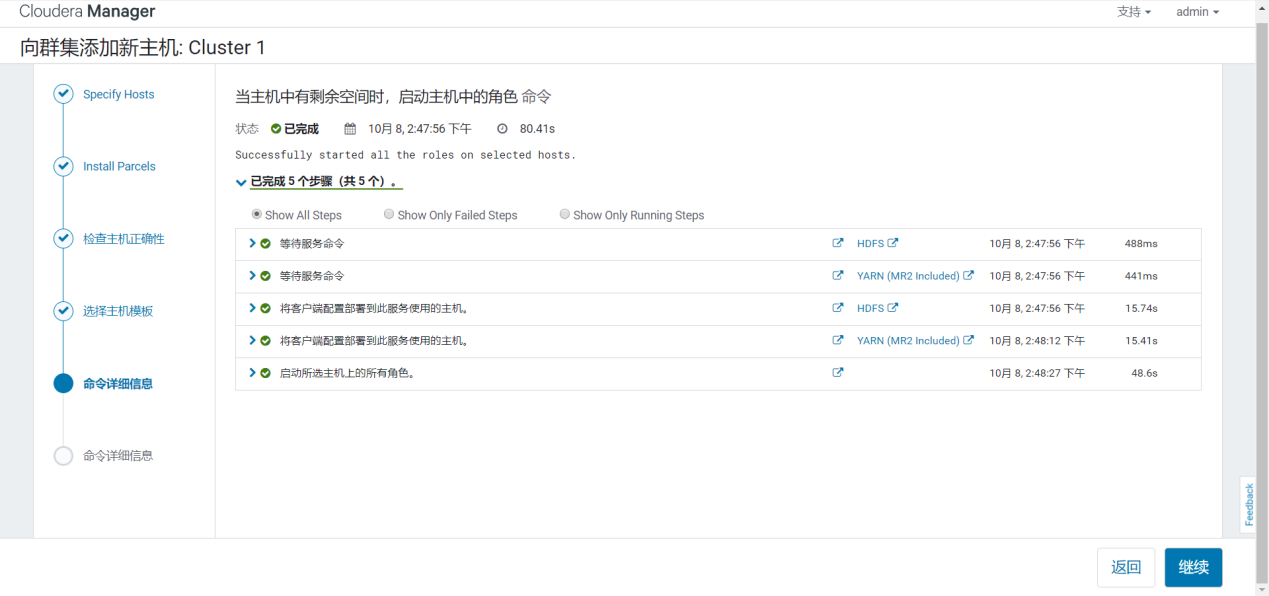 Cloudera Manager
支持 admin
向群集添加新主机: Cluster 1
Specify Hosts
Install Parcels
检查主机正确性
选择主机模板
命令详细信息
命令详细信息
当主机中有剩余空间时，启动主机中的角色 命令
状态 已完成 10月 8, 2:47:56 下午 80.41s
Successfully started all the roles on selected hosts.
已完成 5 个步骤（共 5 个）。
Show All Steps Show Only Failed Steps Show Only Running Steps
等待服务命令 HDFS 10月 8, 2:47:56 下午 488ms
等待服务命令 YARN (MR2 Included) 10月 8, 2:47:56 下午 441ms
将客户端配置部署到此服务使用的主机。 HDFS 10月 8, 2:47:56 下午 15.74s
将客户端配置部署到此服务使用的主机。 YARN (MR2 Included) 10月 8, 2:48:12 下午 15.41s
启动所选主机上的所有角色。 10月 8, 2:48:27 下午 48.6s
Feedback
返回 继续